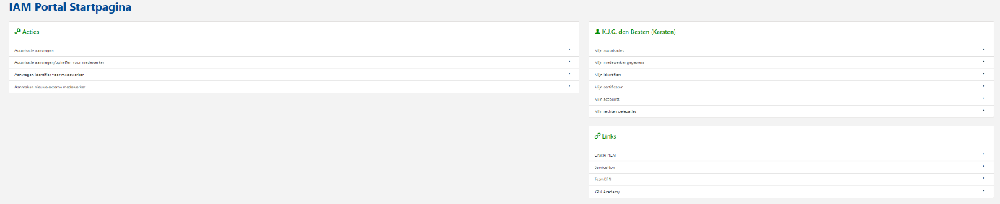 IAM Portal Startpagina
Acties
Autorisatie aanvragen
Autorisatie aanvragen/opheffen voor medewerker
Aanvragen identifier voor medewerker
Aanmaken nieuwe externe medewerker
K.J.G. den Besten (Karsten)
Mijn autorisaties
Mijn medewerker gegevens
Mijn identifiers
Mijn certificaten
Mijn accounts
Mijn rechten delegaties
Links
Oracle HCM
ServiceNow
TeamKPN
KPN Academy